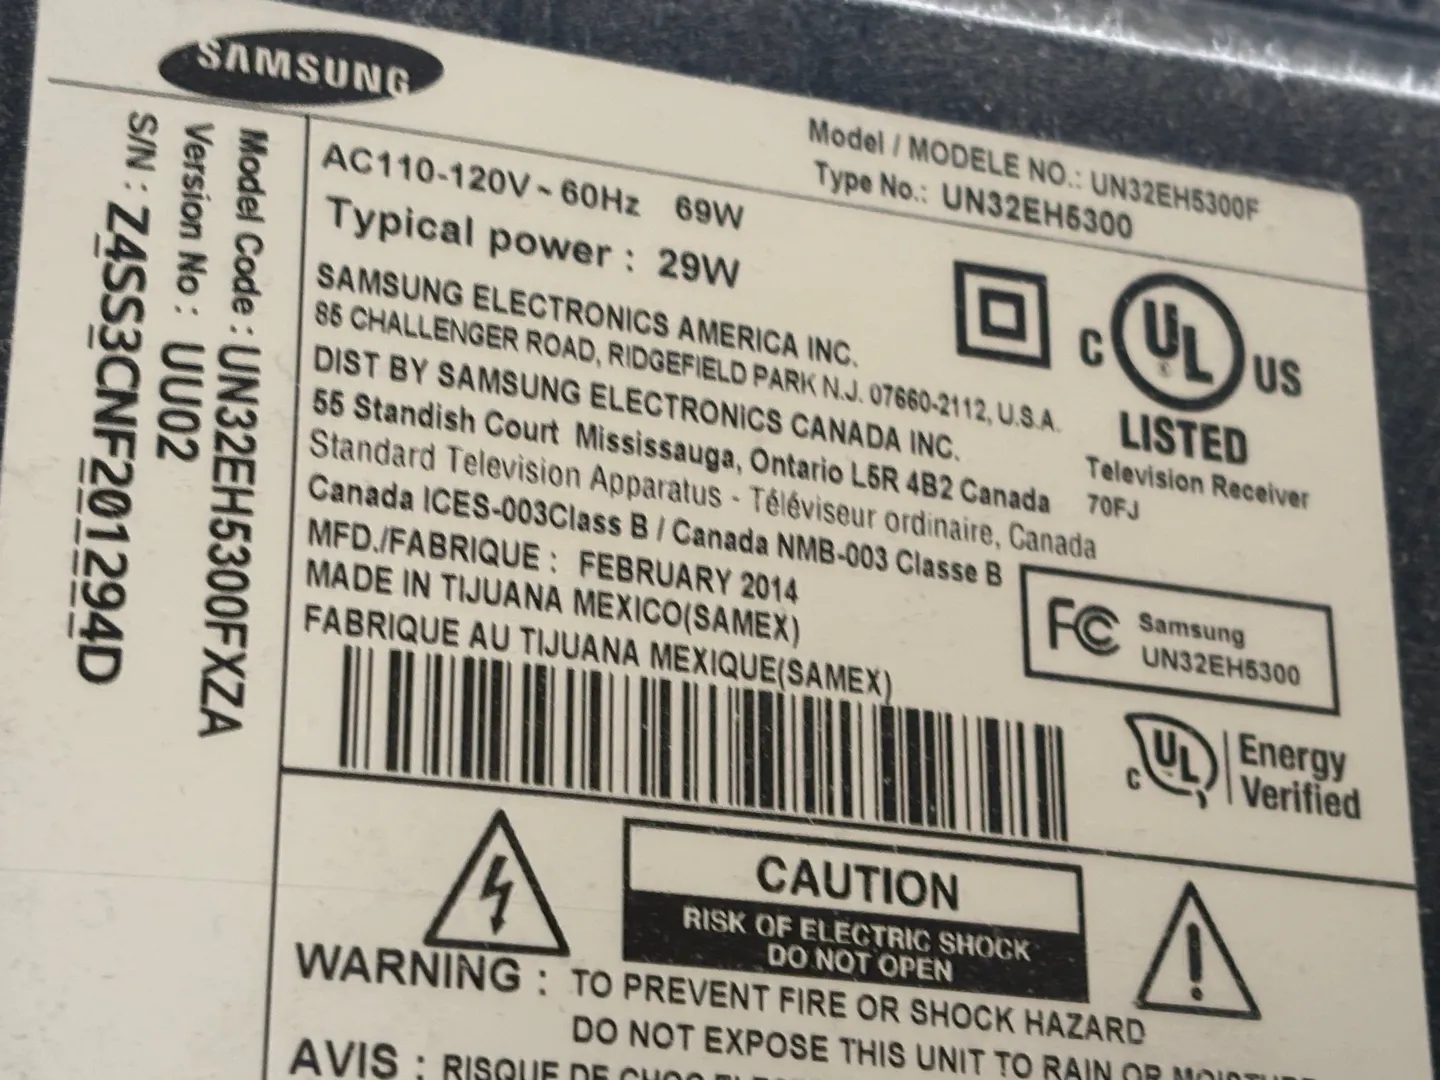 SAMSUNG
Model / MODELE NO.: UN32EH5300F
Type No.: UN32EH5300
Model Code : UN32EH5300FXZA
Version No : UU02
S/N : Z4SS3CNF201294D
AC110-120V ~ 60Hz 69W
Typical power : 29W
SAMSUNG ELECTRONICS AMERICA INC.
85 CHALLENGER ROAD, RIDGEFIELD PARK N.J. 07660-2112, U.S.A.
DIST BY SAMSUNG ELECTRONICS CANADA INC.
55 Standish Court Mississauga, Ontario L5R 4B2 Canada
Standard Television Apparatus - Téléviseur ordinaire, Canada
Canada ICES-003Class B / Canada NMB-003 Classe B
MFD./FABRIQUE : FEBRUARY 2014
MADE IN TIJUANA MEXICO(SAMEX)
FABRIQUE AU TIJUANA MEXIQUE(SAMEX)
C UL US
LISTED
Television Receiver
70FJ
FC Samsung
UN32EH5300
C UL Energy
Verified
CAUTION
RISK OF ELECTRIC SHOCK
DO NOT OPEN
WARNING : TO PREVENT FIRE OR SHOCK HAZARD
DO NOT EXPOSE THIS UNIT TO RAIN OR MOISTURE
AVIS : RISQUE DE CHOC